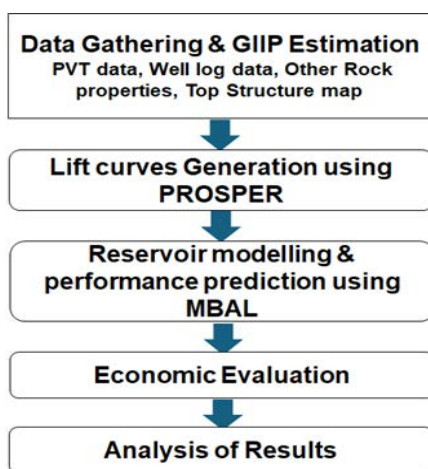 Data Gathering & GIIP Estimation
PVT data, Well log data, Other Rock
properties, Top Structure map
Lift curves Generation using
PROSPER
Reservoir modelling &
performance prediction using
MBAL
Economic Evaluation
Analysis of Results